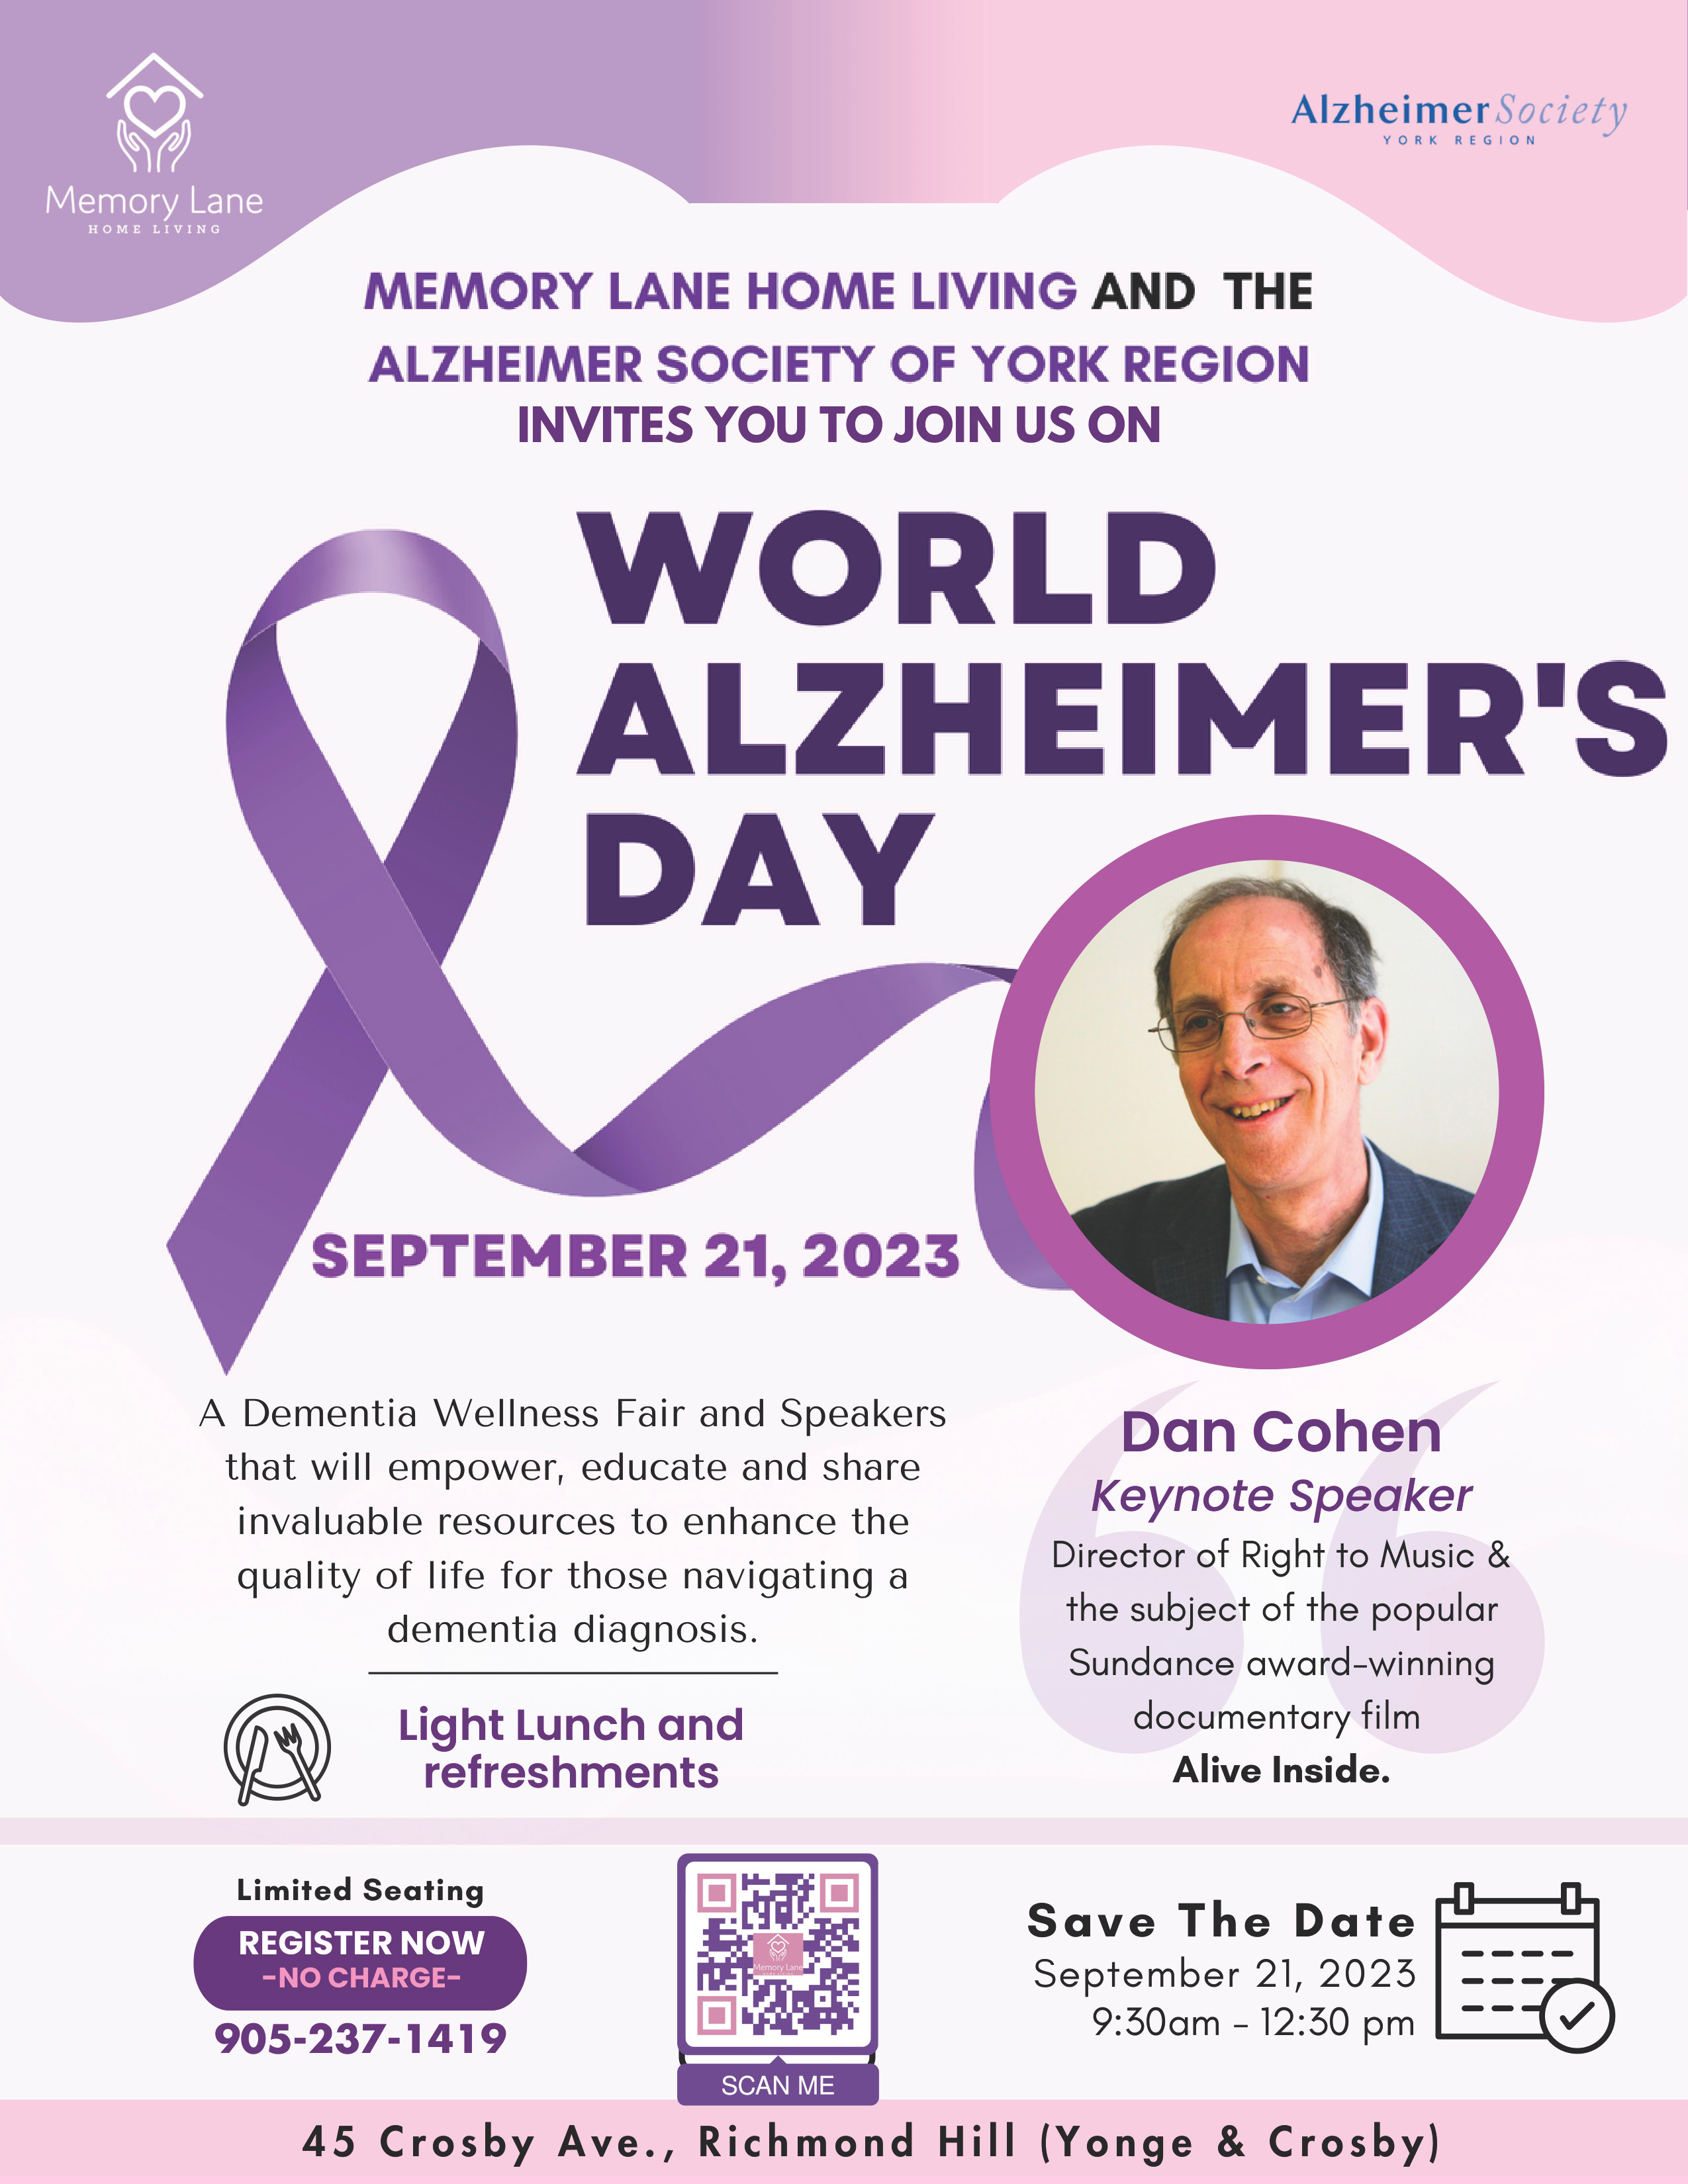 Memory Lane
HOME LIVING
Alzheimer Society
YORK REGION
MEMORY LANE HOME LIVING AND THE
ALZHEIMER SOCIETY OF YORK REGION
INVITES YOU TO JOIN US ON
WORLD
ALZHEIMER'S
DAY
SEPTEMBER 21, 2023
A Dementia Wellness Fair and Speakers
that will empower, educate and share
invaluable resources to enhance the
quality of life for those navigating a
dementia diagnosis.
Light Lunch and
refreshments
Dan Cohen
Keynote Speaker
Director of Right to Music &
the subject of the popular
Sundance award-winning
documentary film
Alive Inside.
Limited Seating
REGISTER NOW
-NO CHARGE-
905-237-1419
Memory Lane
SCAN ME
Save The Date
September 21, 2023
9:30am - 12:30 pm
45 Crosby Ave., Richmond Hill (Yonge & Crosby)